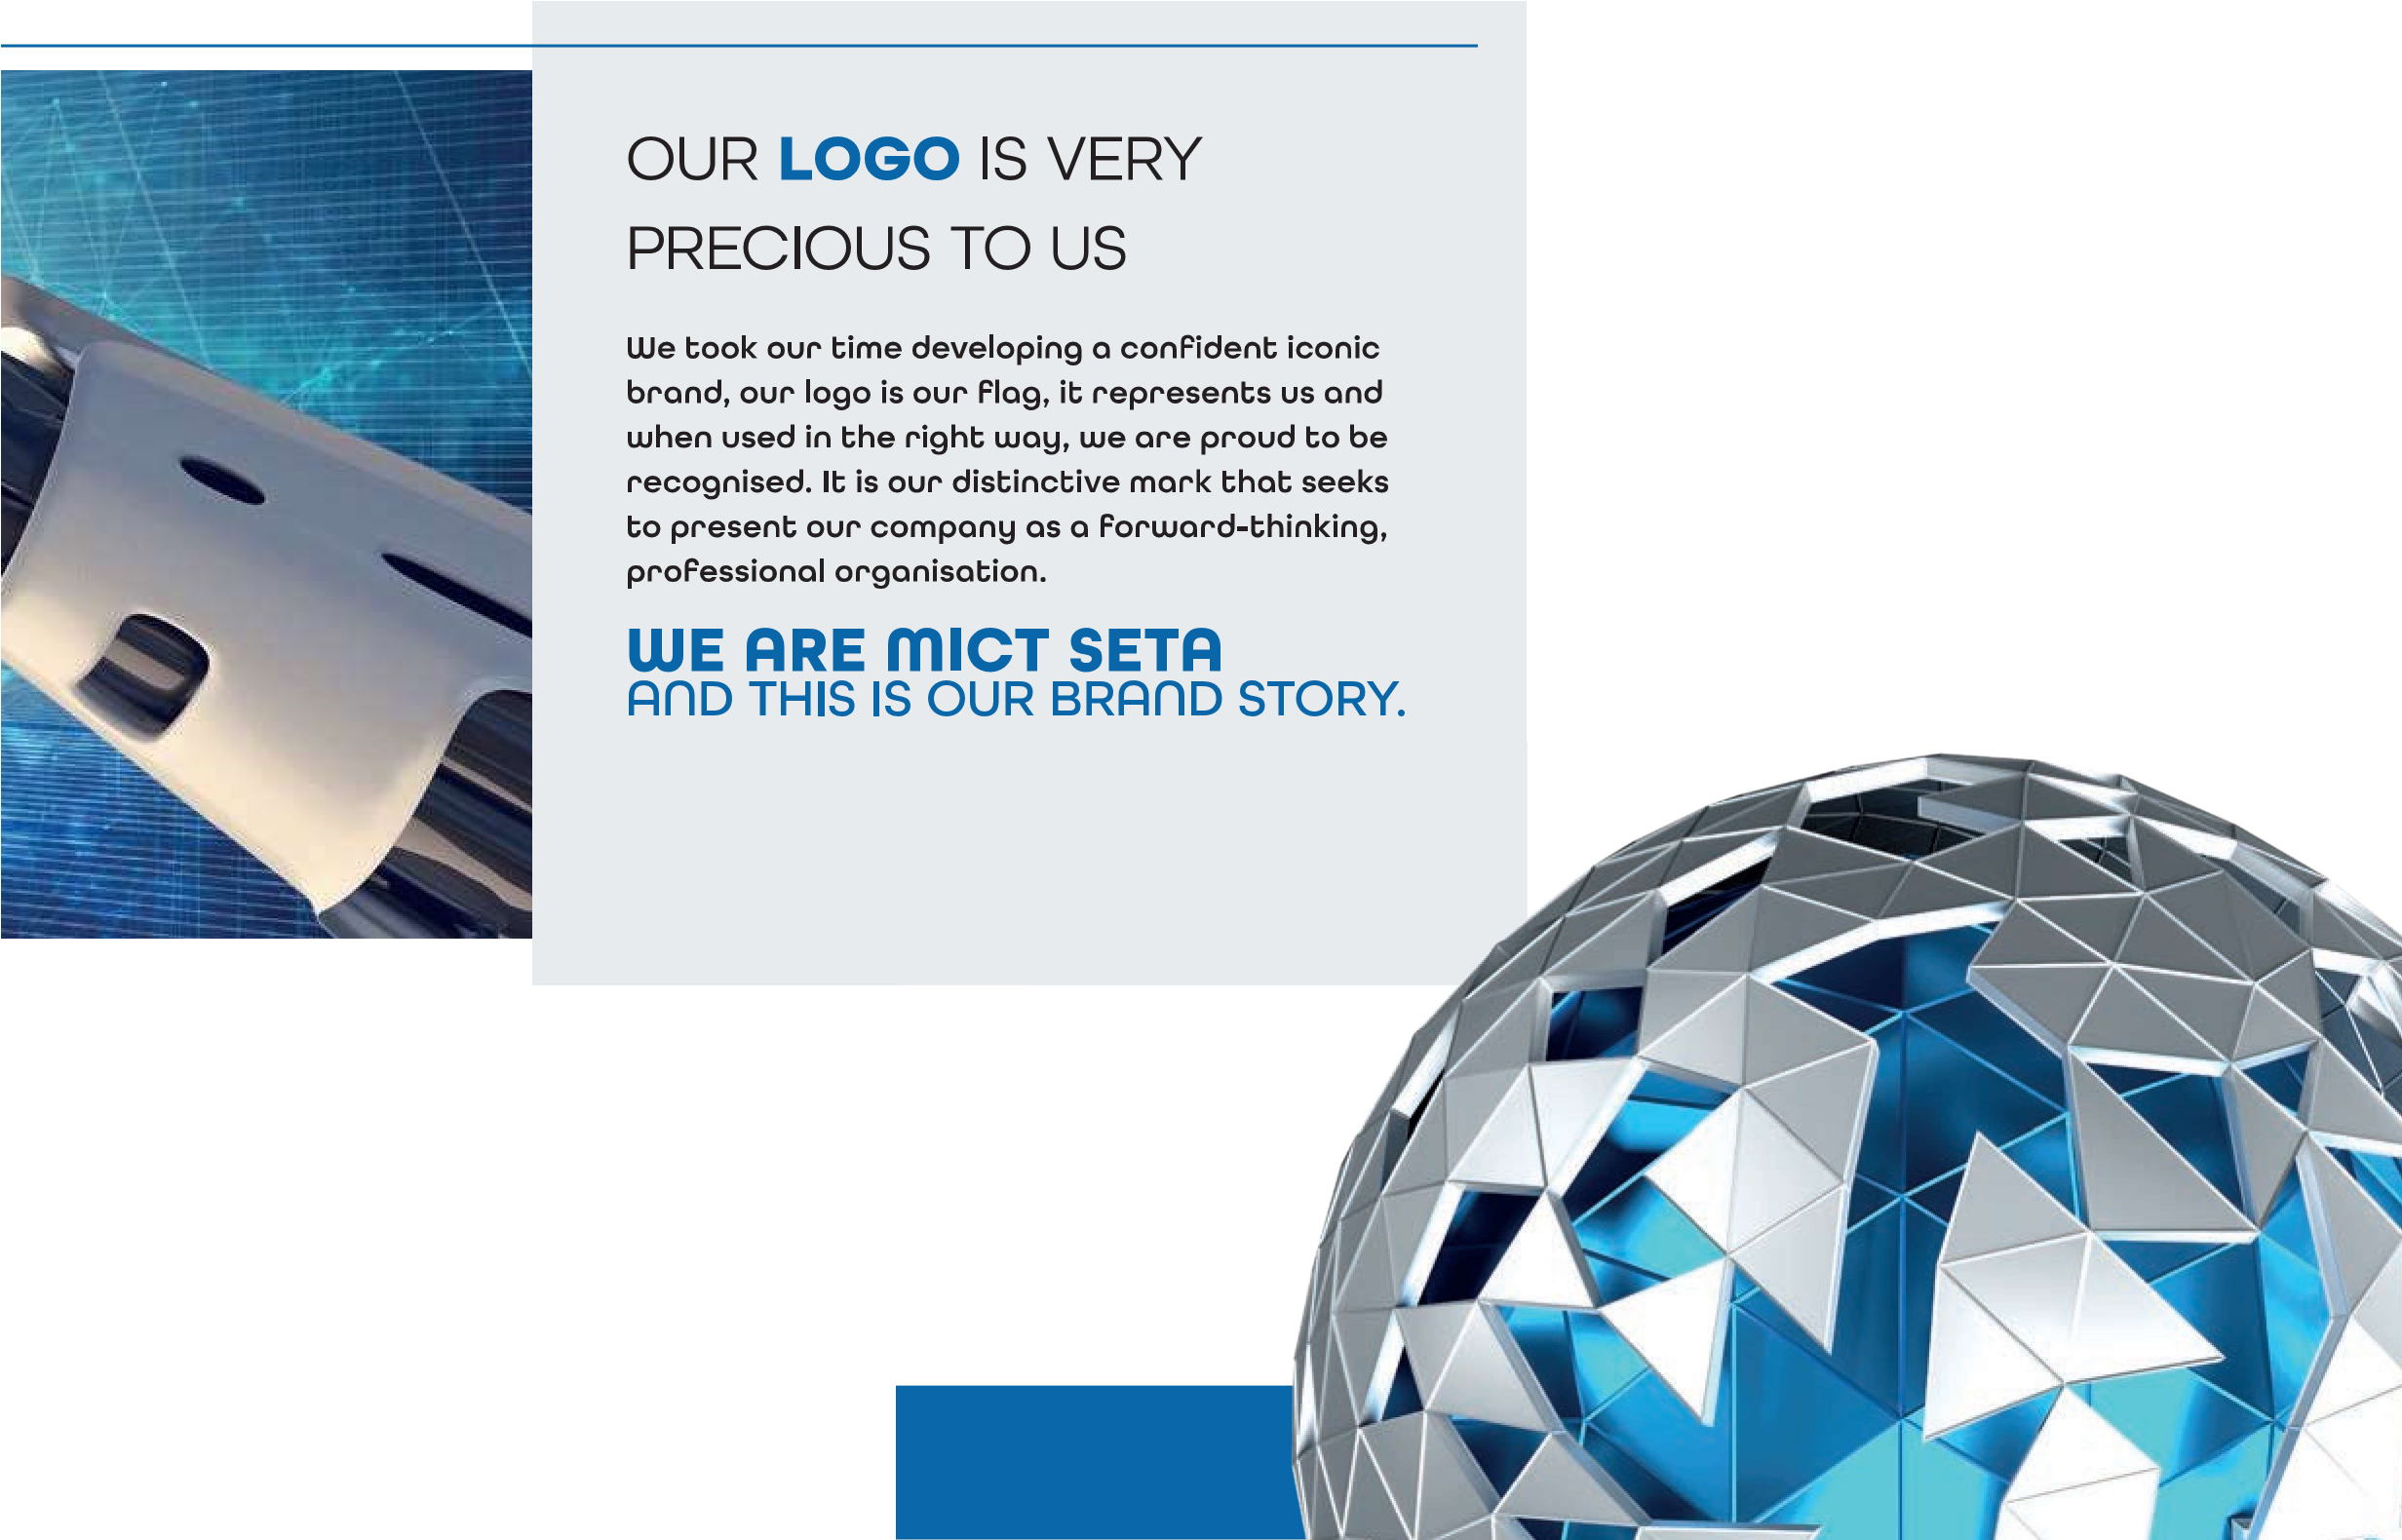 OUR LOGO IS VERY
PRECIOUS TO US
We took our time developing a confident iconic
brand, our logo is our flag, it represents us and
when used in the right way, we are proud to be
recognised. It is our distinctive mark that seeks
to present our company as a forward-thinking,
professional organisation.
WE ARE MICT SETA
AND THIS IS OUR BRAND STORY.